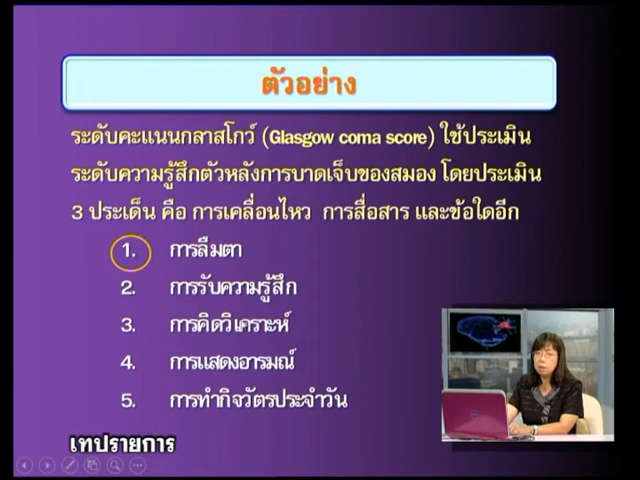 ตัวอย่าง
ระดับคะแนนกลาสโกว์ (Glasgow coma score) ใช้ประเมิน
ระดับความรู้สึกตัวหลังการบาดเจ็บของสมอง โดยประเมิน
3 ประเด็น คือ การเคลื่อนไหว การสื่อสาร และข้อใดอีก
1. การลืมตา
2. การรับความรู้สึก
3. การคิดวิเคราะห์
4. การแสดงอารมณ์
5. การทำกิจวัตรประจำวัน
เทปรายการ